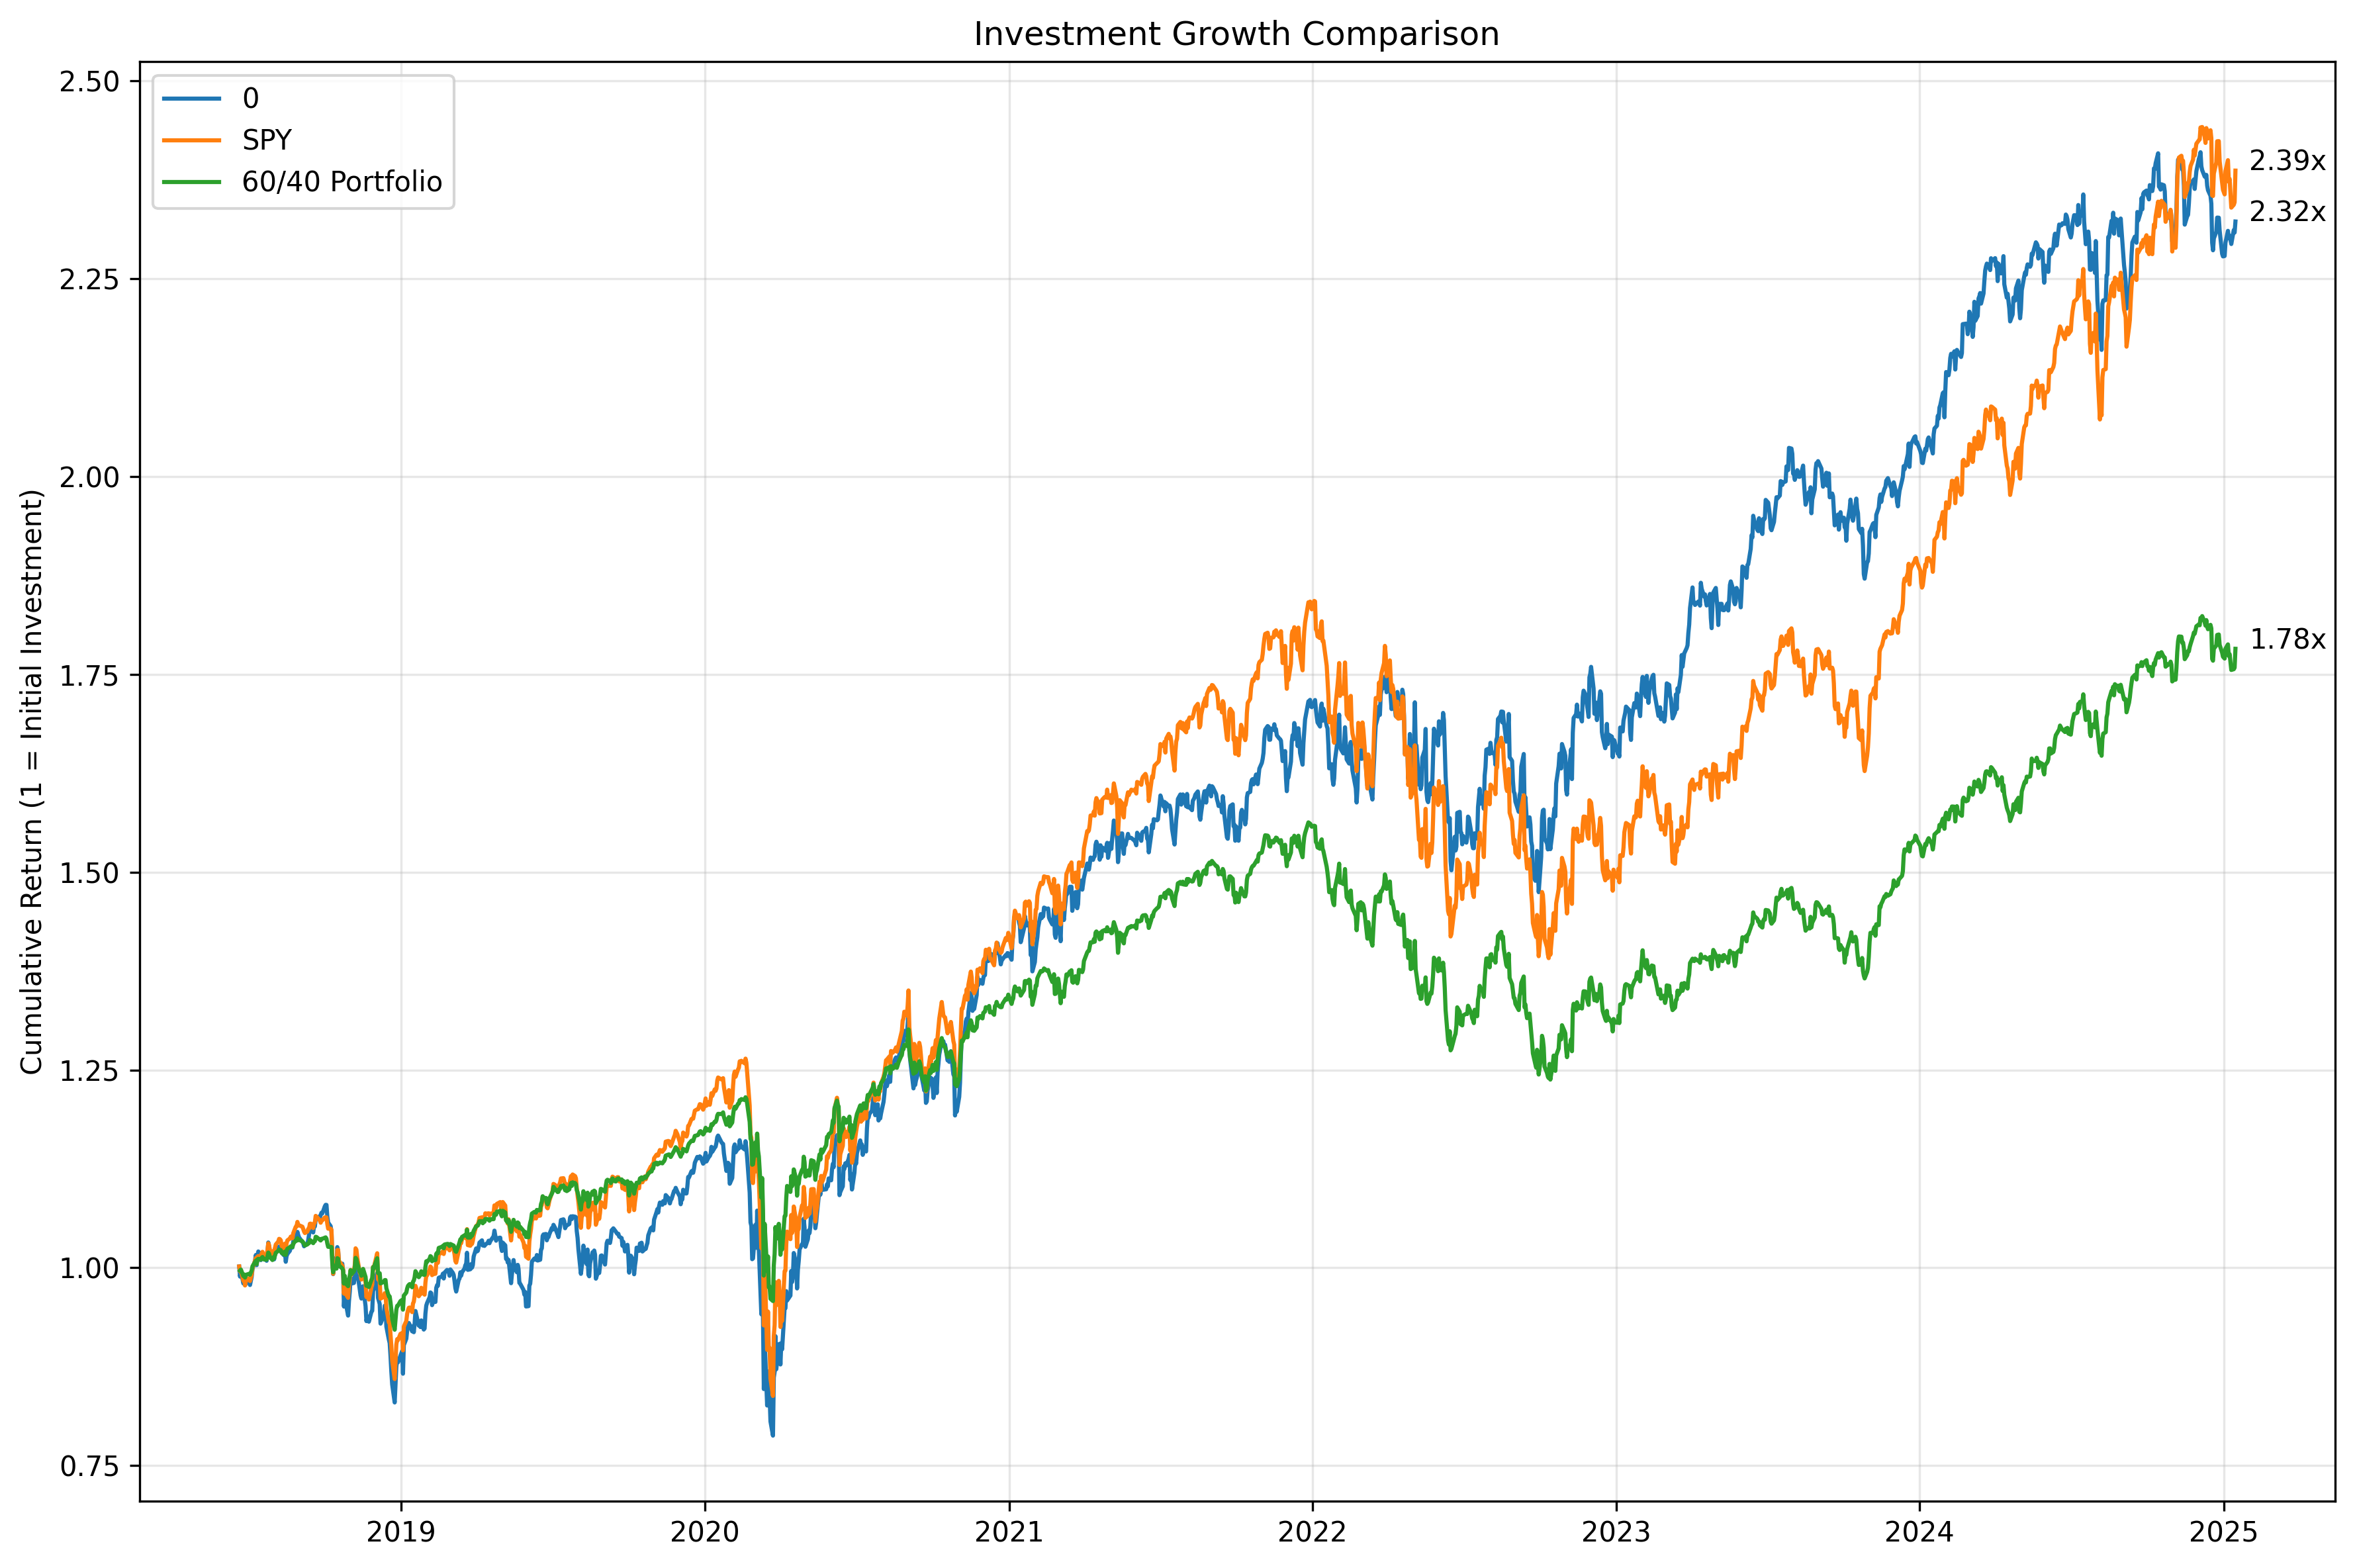 Investment Growth Comparison
0
SPY
60/40 Portfolio
Cumulative Return (1 = Initial Investment)
2.50
2.25
2.00
1.75
1.50
1.25
1.00
0.75
2.39x
2.32x
1.78x
2019
2020
2021
2022
2023
2024
2025